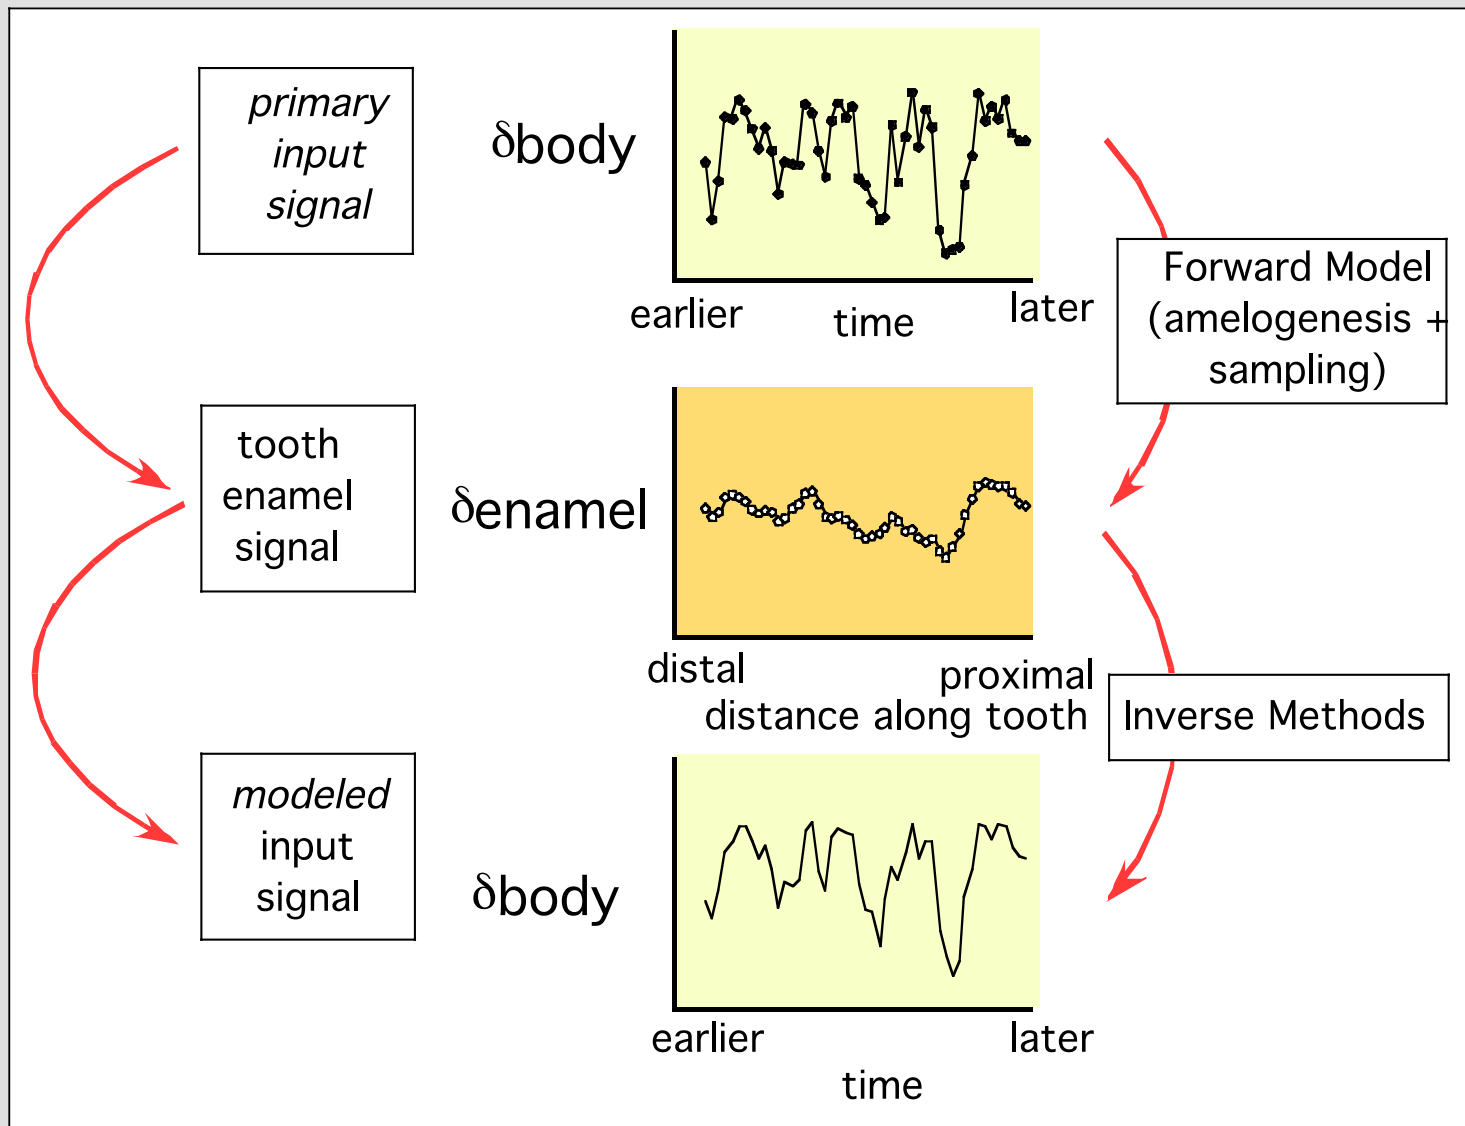 primary
input
signal
δbody
earlier
time
later
Forward Model
(amelogenesis +
sampling)
tooth
enamel
signal
δenamel
distal
proximal
distance along tooth
Inverse Methods
modeled
input
signal
δbody
earlier
later
time